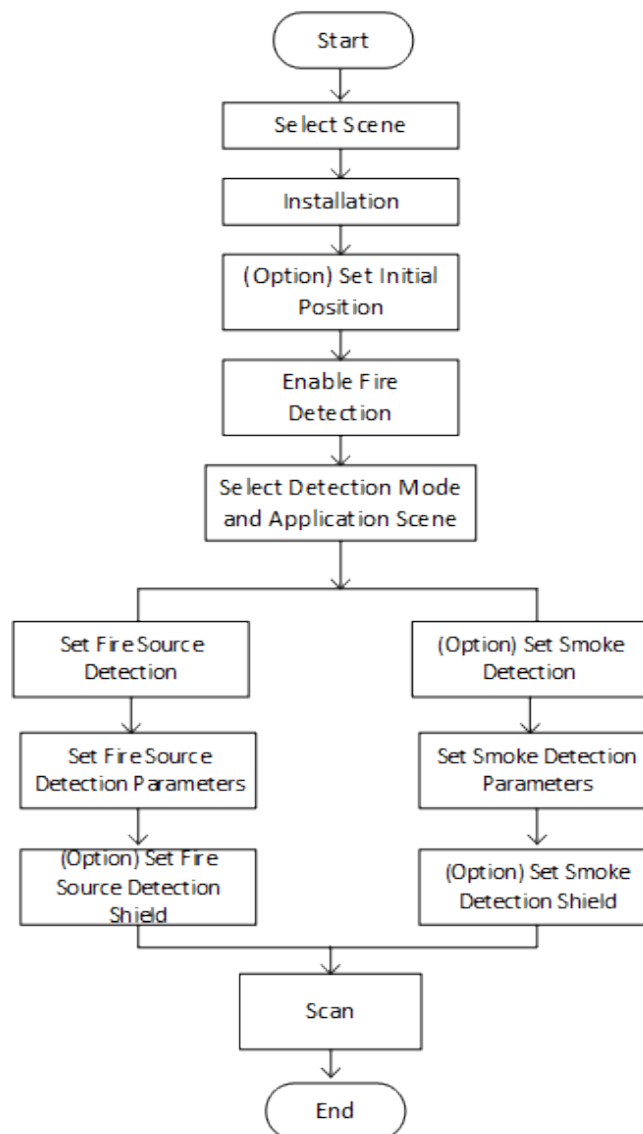 Start
Select Scene
Installation
(Option) Set Initial
Position
Enable Fire
Detection
Select Detection Mode
and Application Scene
Set Fire Source
Detection
Set Fire Source
Detection Parameters
(Option) Set Fire
Source Detection
Shield
(Option) Set Smoke
Detection
Set Smoke Detection
Parameters
(Option) Set Smoke
Detection Shield
Scan
End